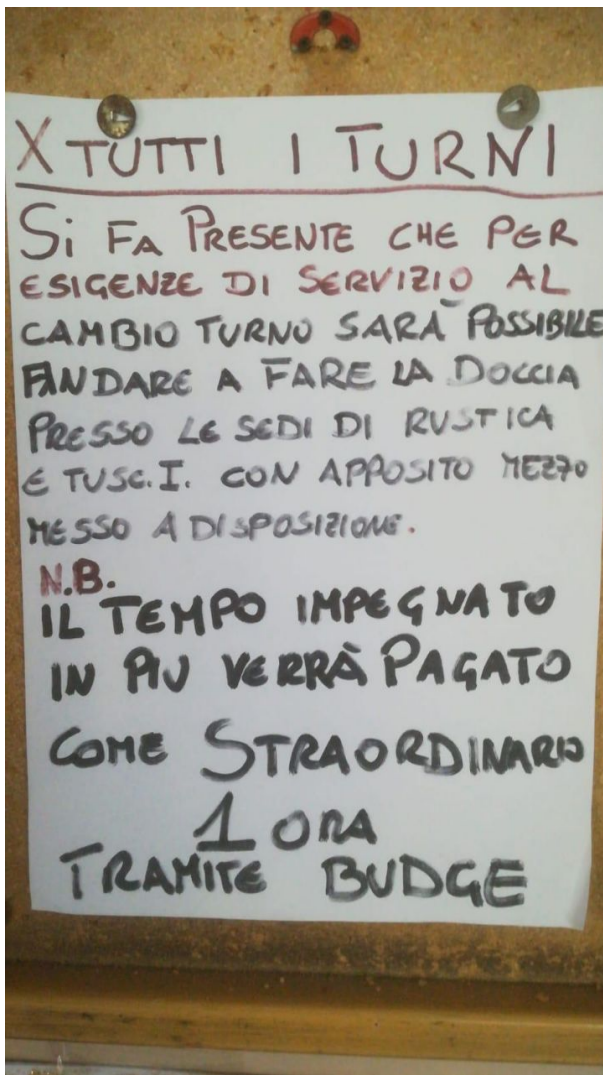 X TUTTI I TURNI
Si FA PRESENTE CHE PER
ESIGENZE DI SERVIZIO AL
CAMBIO TURNO SARÀ POSSIBILE
ANDARE A FARE LA DOCCIA
PRESSO LE SEDI DI RUSTICA
E TUSC.I. CON APPOSITO MEZZO
MESSO A DISPOSIZIONE.
N.B.
IL TEMPO IMPEGNATO
IN PIU VERRÀ PAGATO
COME STRAORDINARIO
1 ORA
TRAMITE BUDGE